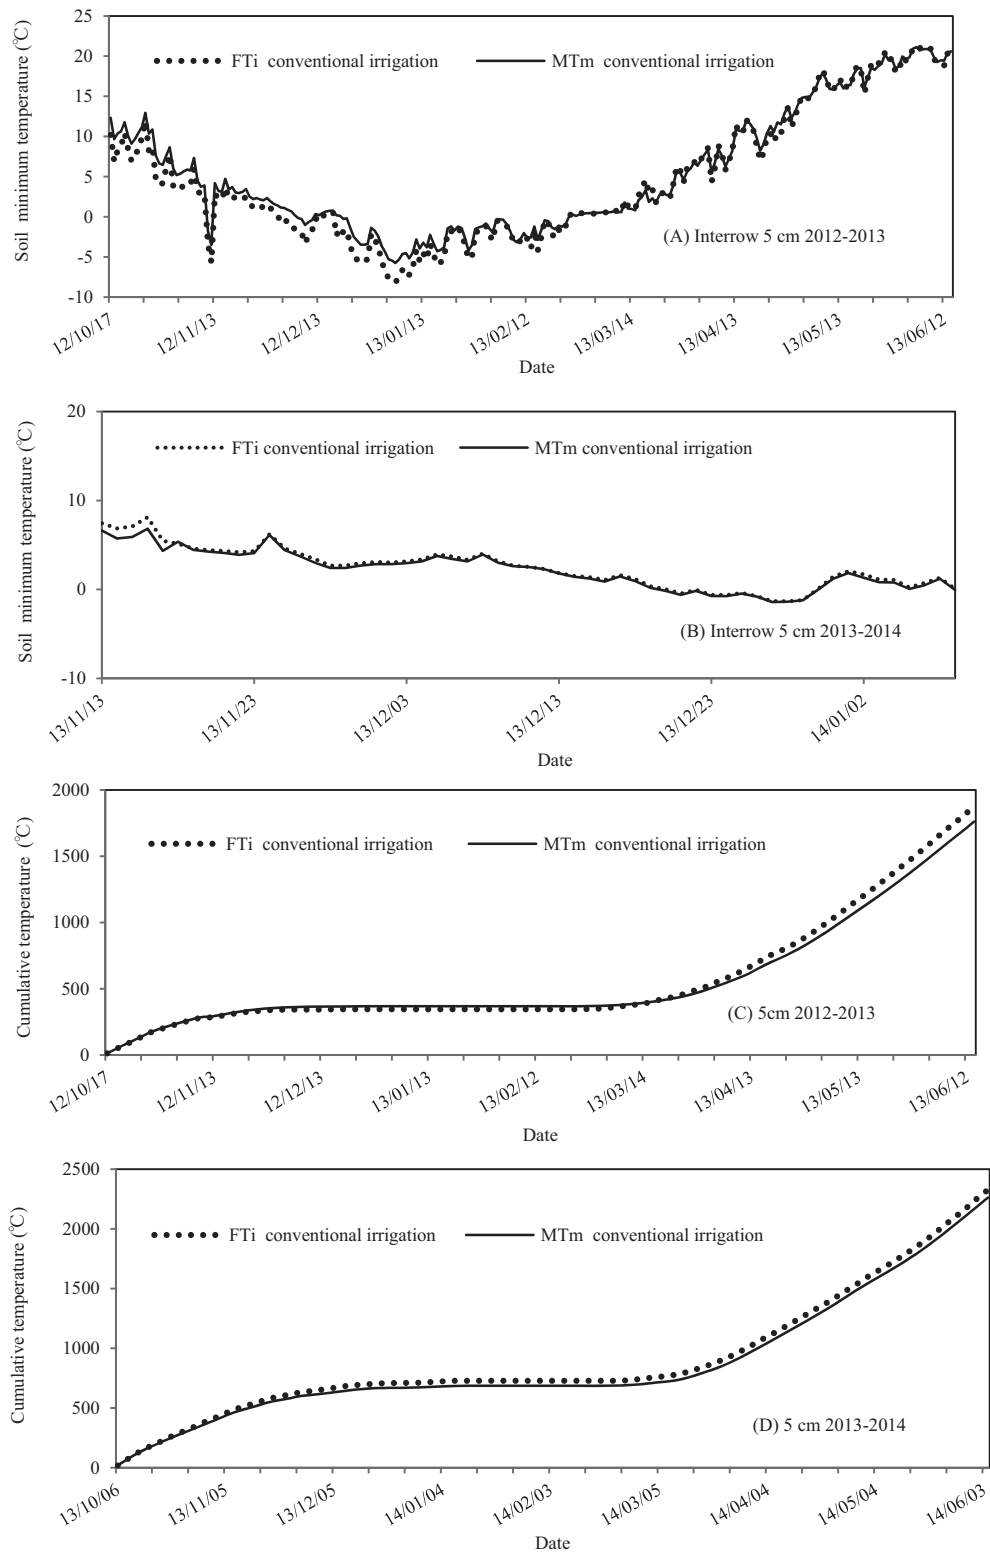 Soil minimum temperature (℃)
25
20
15
10
5
0
-5
-10
FTi conventional irrigation
MTm conventional irrigation
(A) Interrow 5 cm 2012-2013
12/10/17
12/11/13
12/12/13
13/01/13
13/02/12
13/03/14
13/04/13
13/05/13
13/06/12
Date
Soil minimum temperature (℃)
20
10
0
-10
FTi conventional irrigation
MTm conventional irrigation
(B) Interrow 5 cm 2013-2014
13/11/13
13/11/23
13/12/03
13/12/13
13/12/23
14/01/02
Date
Cumulative temperature (℃)
2000
1500
1000
500
0
FTi conventional irrigation
MTm conventional irrigation
(C) 5cm 2012-2013
12/10/17
12/11/13
12/12/13
13/01/13
13/02/12
13/03/14
13/04/13
13/05/13
13/06/12
Date
Cumulative temperature (℃)
2500
2000
1500
1000
500
0
FTi conventional irrigation
MTm conventional irrigation
(D) 5 cm 2013-2014
13/10/06
13/11/05
13/12/05
14/01/04
14/02/03
14/03/05
14/04/04
14/05/04
14/06/03
Date